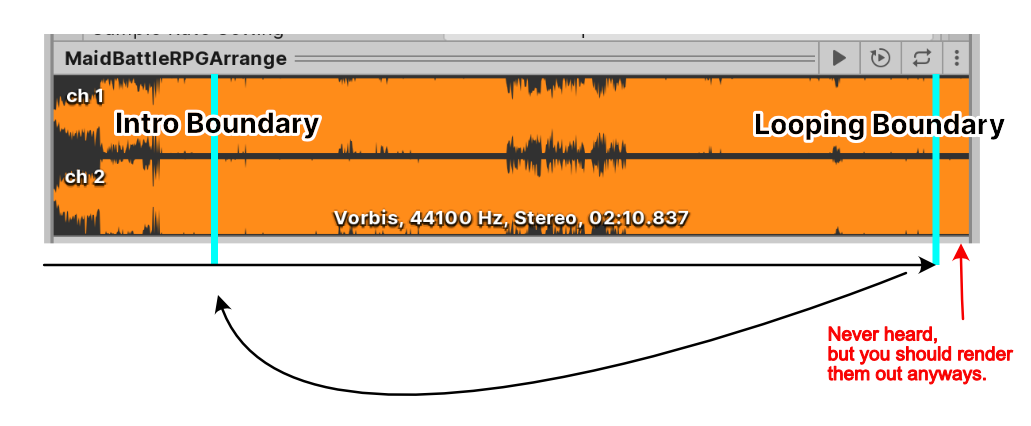 MaidBattleRPGArrange
ch 1
Intro Boundary
Looping Boundary
ch 2
Vorbis, 44100 Hz, Stereo, 02:10.837
Never heard,
but you should render
them out anyways.